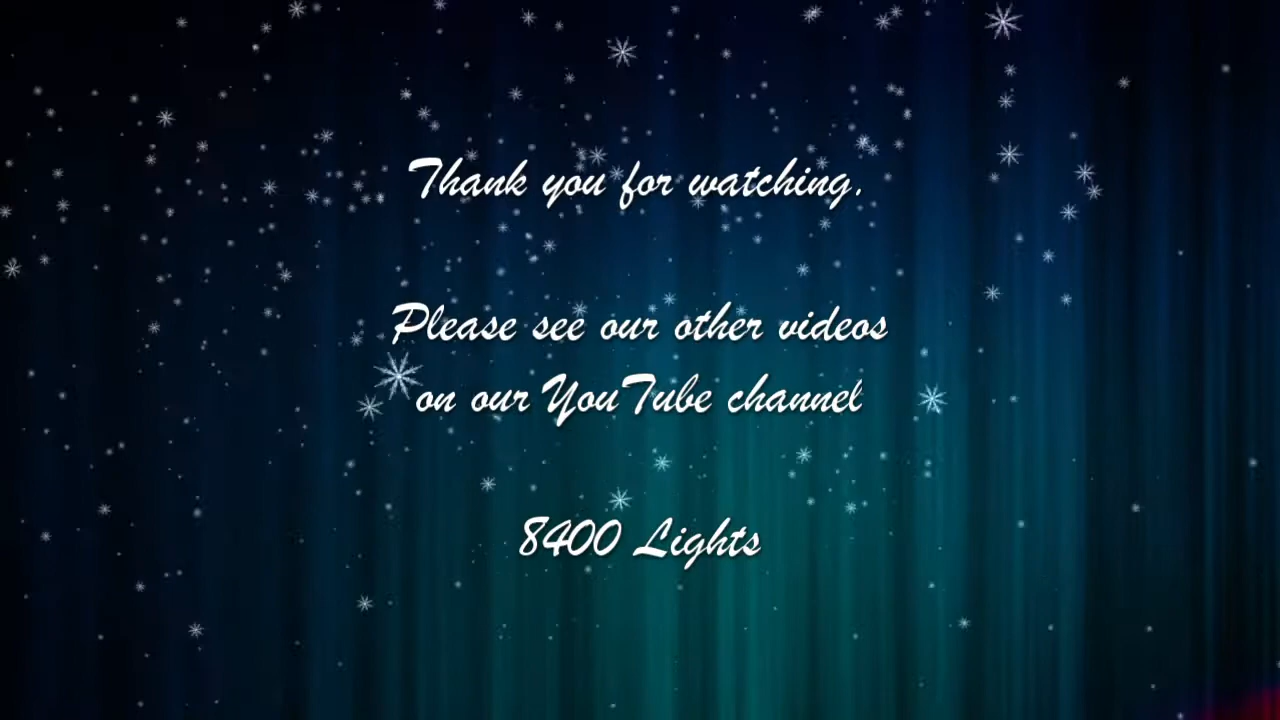 Thank you for watching.
Please see our other videos
on our YouTube channel
8400 Lights